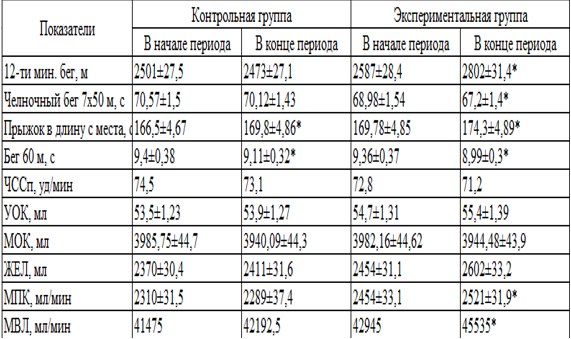 Показатели Контрольная группа Экспериментальная группа
В начале периода В конце периода В начале периода В конце периода
12-ти мин. бег, м 2501±27,5 2473±27,1 2587±28,4 2802±31,4*
Челночный бег 7х50 м, с 70,57±1,5 70,12±1,43 68,98±1,54 67,2±1,4*
Прыжок в длину с места, с 166,5±4,67 169,8±4,86* 169,78±4,85 174,3±4,89*
Бег 60 м, с 9,4±0,38 9,11±0,32* 9,36±0,37 8,99±0,3*
ЧССп, уд/мин 74,5 73,1 72,8 71,2
УОК, мл 53,5±1,23 53,9±1,27 54,7±1,31 55,4±1,39
МОК, мл 3985,75±44,7 3940,09±44,3 3982,16±44,62 3944,48±43,9
ЖЕЛ, мл 2370±30,4 2411±31,6 2454±31,1 2602±33,2
МПК, мл/мин 2310±31,5 2289±37,4 2454±33,1 2521±31,9*
МВЛ, мл/мин 41475 42192,5 42945 45535*